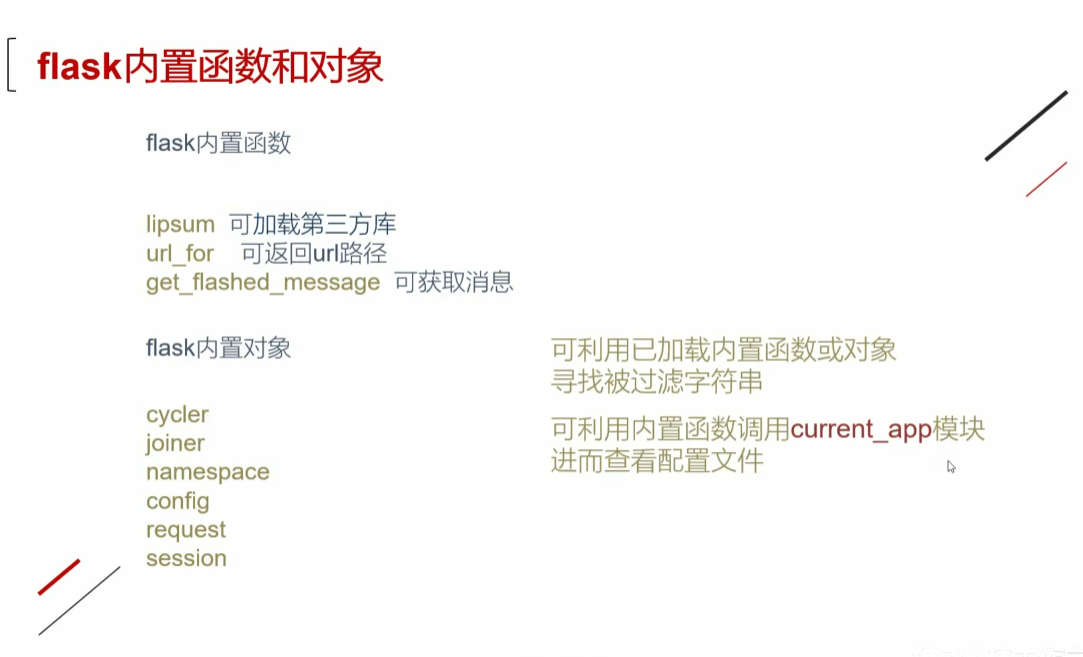 flask内置函数和对象
flask内置函数
lipsum 可加载第三方库
url_for 可返回url路径
get_flashed_message 可获取消息
flask内置对象
cycler
joiner
namespace
config
request
session
可利用已加载内置函数或对象
寻找被过滤字符串
可利用内置函数调用current_app模块
进而查看配置文件